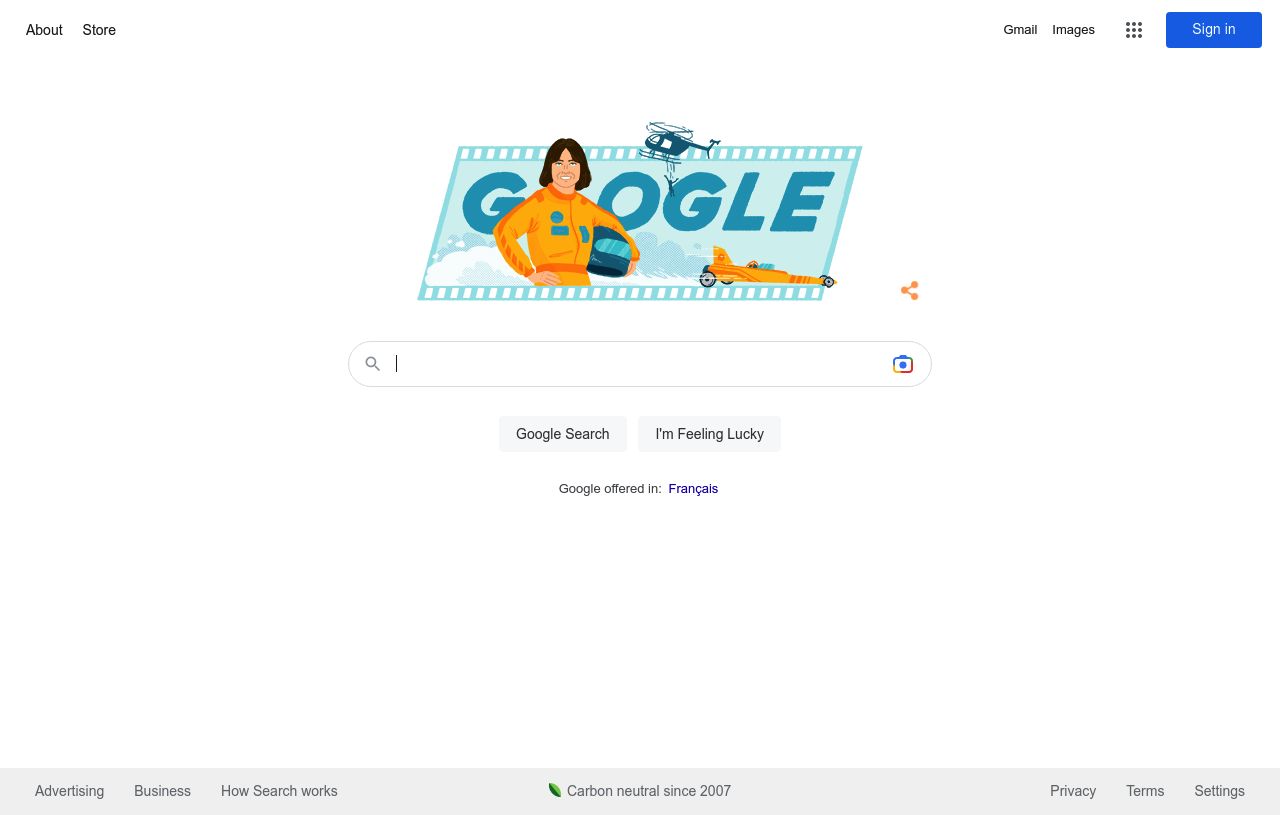 About Store
Gmail Images
Sign in
GOOGLE
Google Search I'm Feeling Lucky
Google offered in: Français
Advertising Business How Search works
Carbon neutral since 2007
Privacy Terms Settings